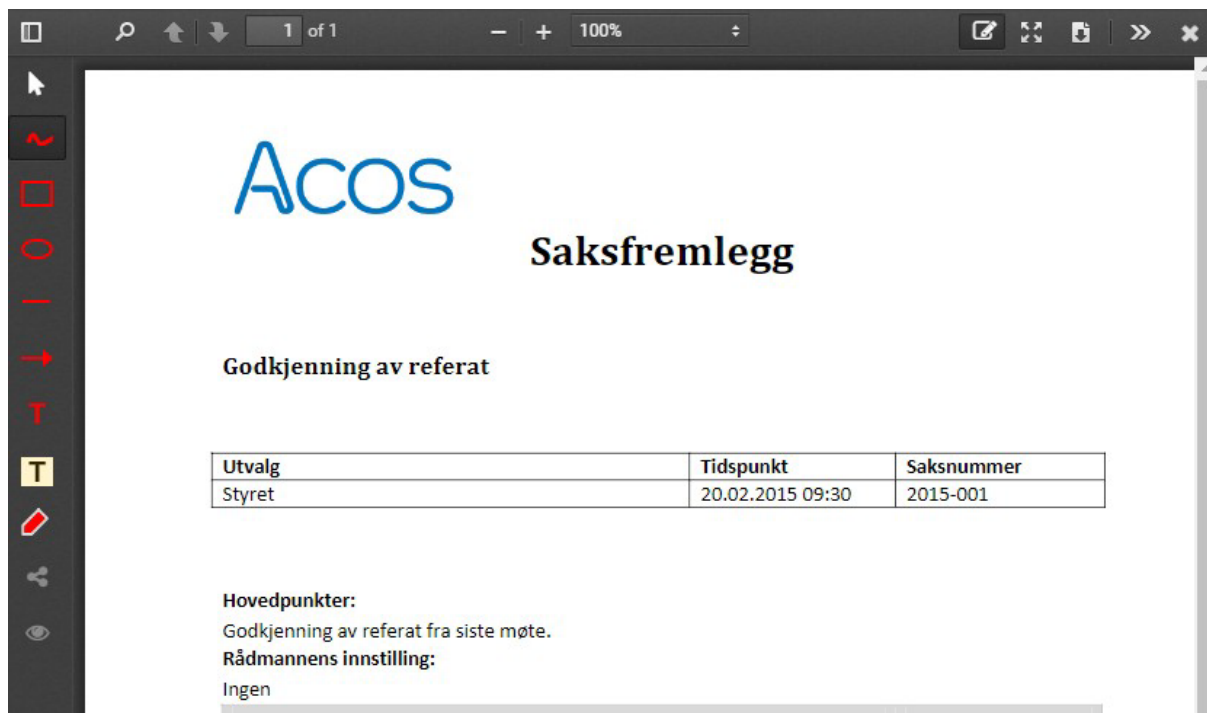 1 of 1
100%
Acos
Saksfremlegg
Godkjenning av referat
T
Utvalg Tidspunkt Saksnummer
T
Styret 20.02.2015 09:30 2015-001
Hovedpunkter:
Godkjenning av referat fra siste møte.
Rådmannens innstilling:
Ingen